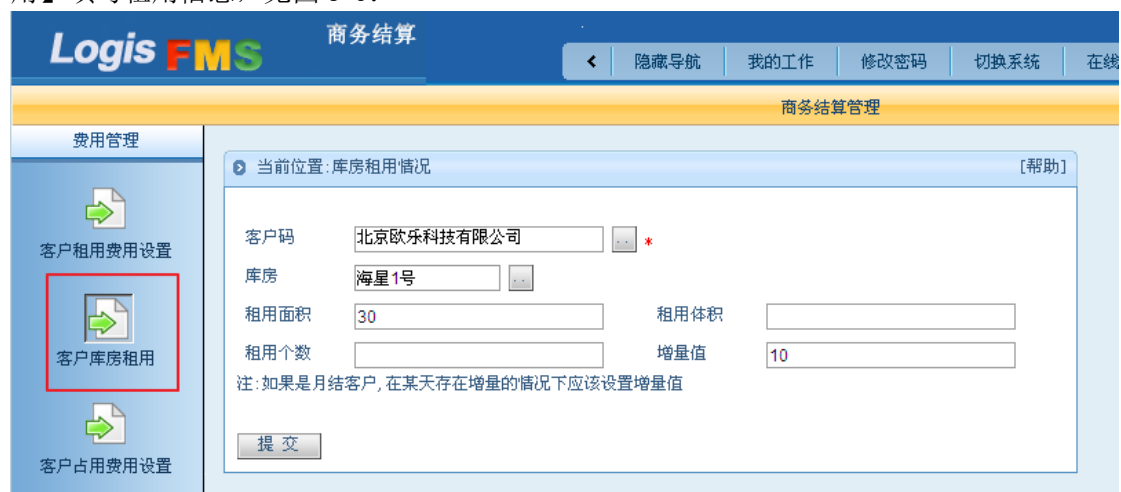 商务结算
Logis FMS
隐藏导航 我的工作 修改密码 切换系统 在线
商务结算管理
费用管理
当前位置:库房租用情况 [帮助]
客户租用费用设置
客户码 北京欧乐科技有限公司 .. *
库房 海星1号 ..
租用面积 30 租用体积
客户库房租用
租用个数 增量值 10
注:如果是月结客户,在某天存在增量的情况下应该设置增量值
提 交
客户占用费用设置